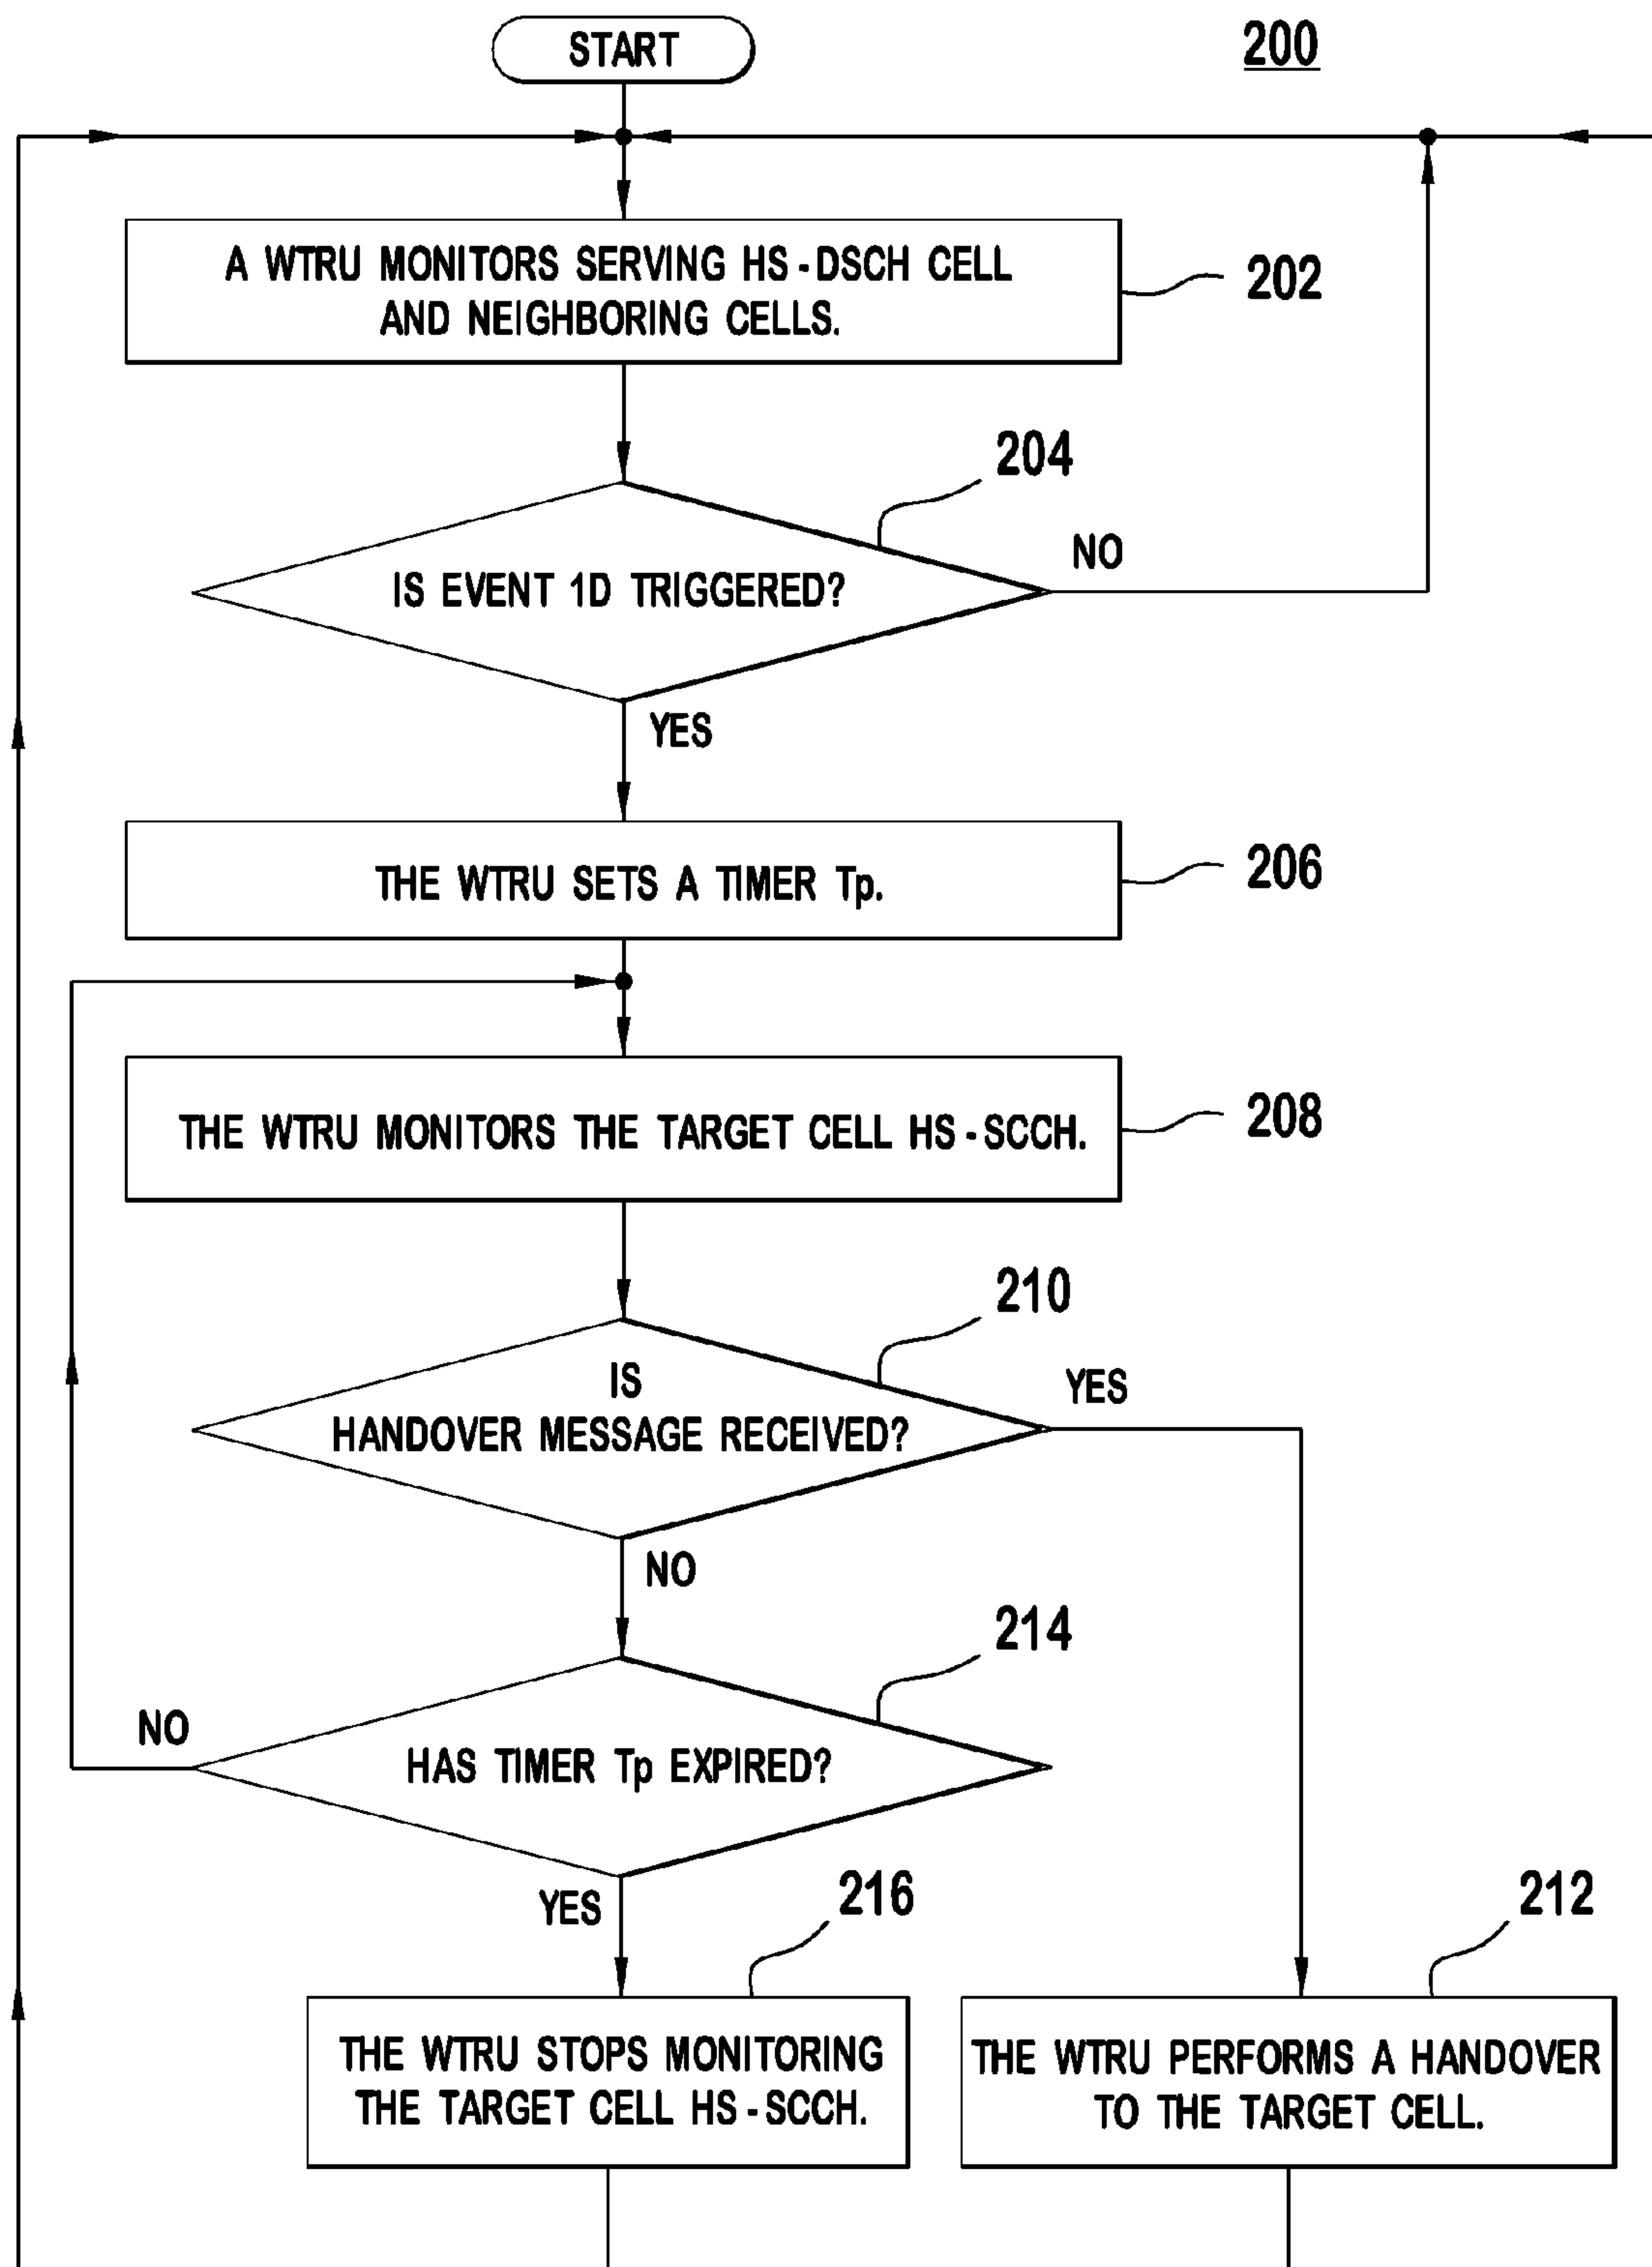 START
200
A WTRU MONITORS SERVING HS-DSCH CELL
AND NEIGHBORING CELLS.
202
204
IS EVENT 1D TRIGGERED?
NO
YES
THE WTRU SETS A TIMER Tp.
206
THE WTRU MONITORS THE TARGET CELL HS-SCCH.
208
210
IS
HANDOVER MESSAGE RECEIVED?
YES
NO
214
HAS TIMER Tp EXPIRED?
NO
YES
216
212
THE WTRU STOPS MONITORING
THE TARGET CELL HS-SCCH.
THE WTRU PERFORMS A HANDOVER
TO THE TARGET CELL.